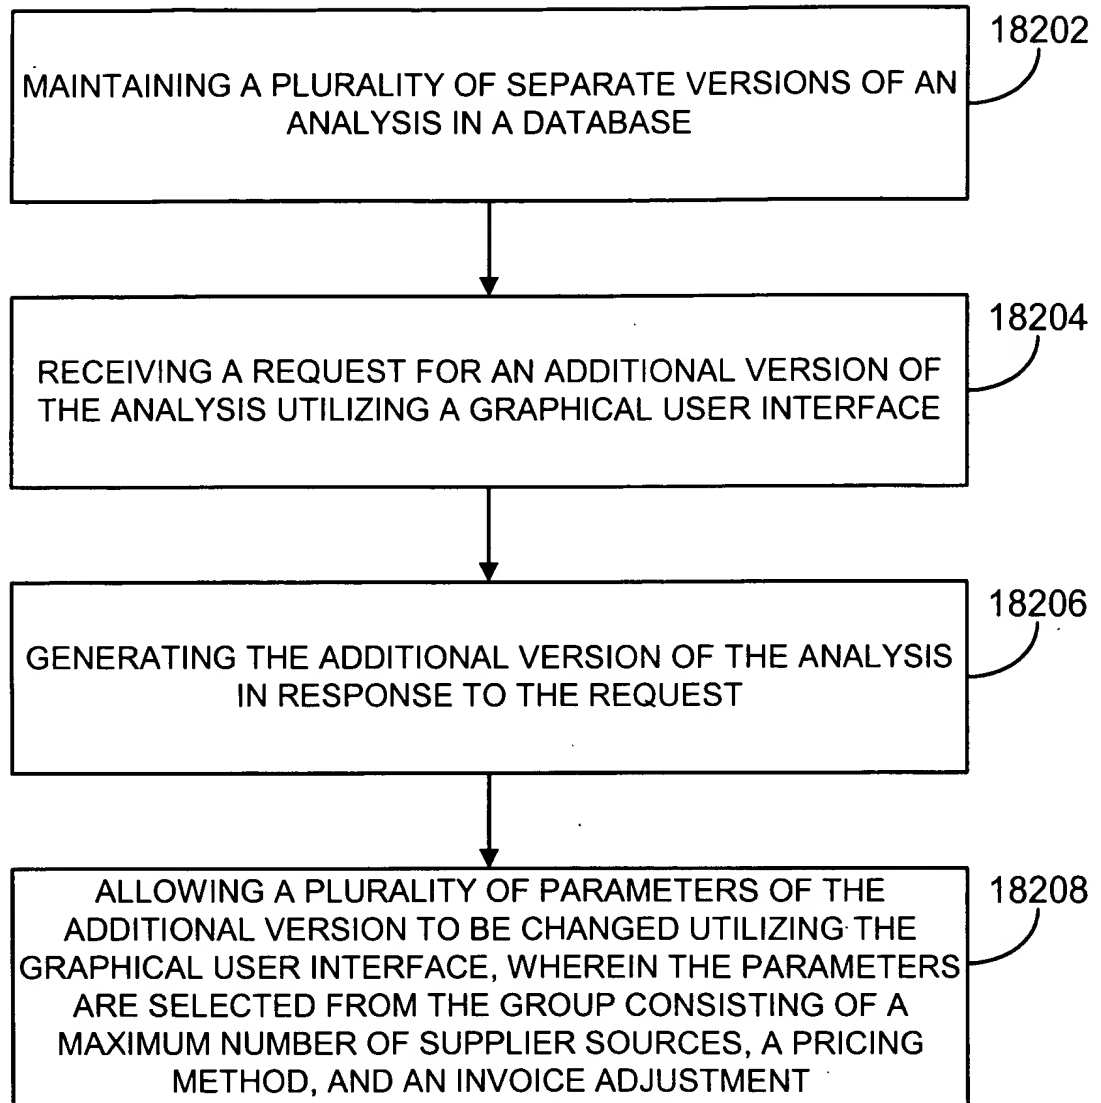 18202
MAINTAINING A PLURALITY OF SEPARATE VERSIONS OF AN
ANALYSIS IN A DATABASE
18204
RECEIVING A REQUEST FOR AN ADDITIONAL VERSION OF
THE ANALYSIS UTILIZING A GRAPHICAL USER INTERFACE
18206
GENERATING THE ADDITIONAL VERSION OF THE ANALYSIS
IN RESPONSE TO THE REQUEST
18208
ALLOWING A PLURALITY OF PARAMETERS OF THE
ADDITIONAL VERSION TO BE CHANGED UTILIZING THE
GRAPHICAL USER INTERFACE, WHEREIN THE PARAMETERS
ARE SELECTED FROM THE GROUP CONSISTING OF A
MAXIMUM NUMBER OF SUPPLIER SOURCES, A PRICING
METHOD, AND AN INVOICE ADJUSTMENT